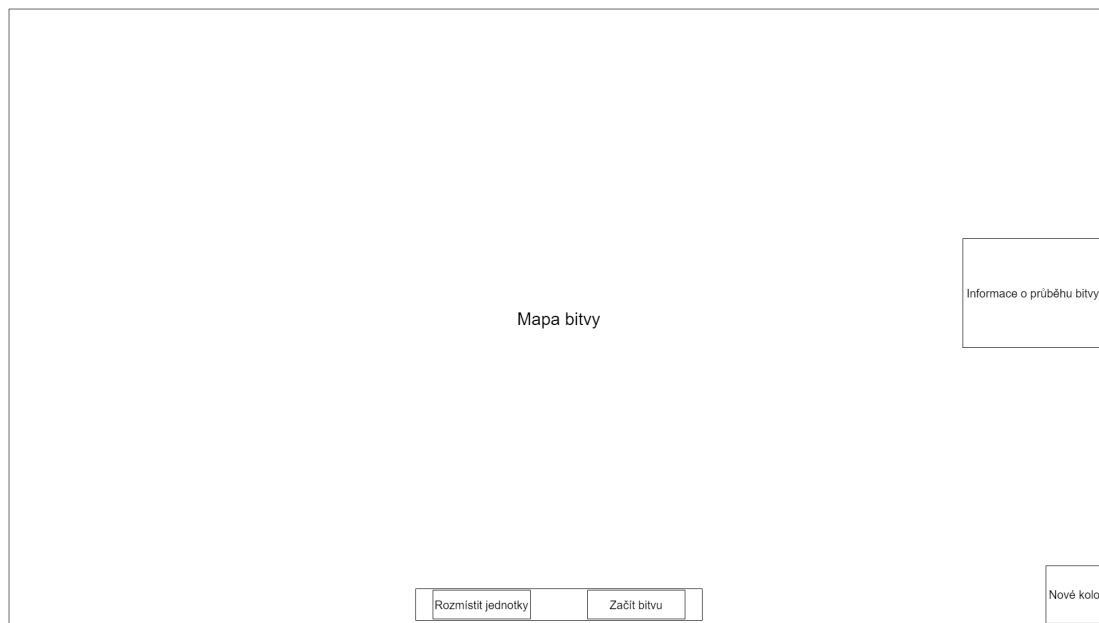 Informace o průběhu bitvy
Mapa bitvy
Nové kolo
Rozmístit jednotky
Začít bitvu